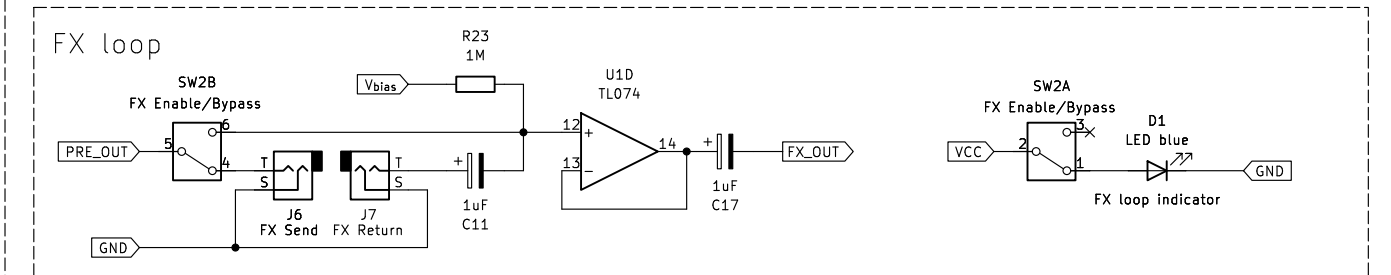 FX loop
SW2B
FX Enable/Bypass
PRE_OUT
5
6
4
Vbias
R23
1M
T
S
J6
FX Send
T
S
J7
FX Return
GND
+
1uF
C11
U1D
TL074
12
+
13
-
14
+
1uF
C17
FX_OUT
SW2A
FX Enable/Bypass
VCC
2
3
1
D1
LED blue
GND
FX loop indicator